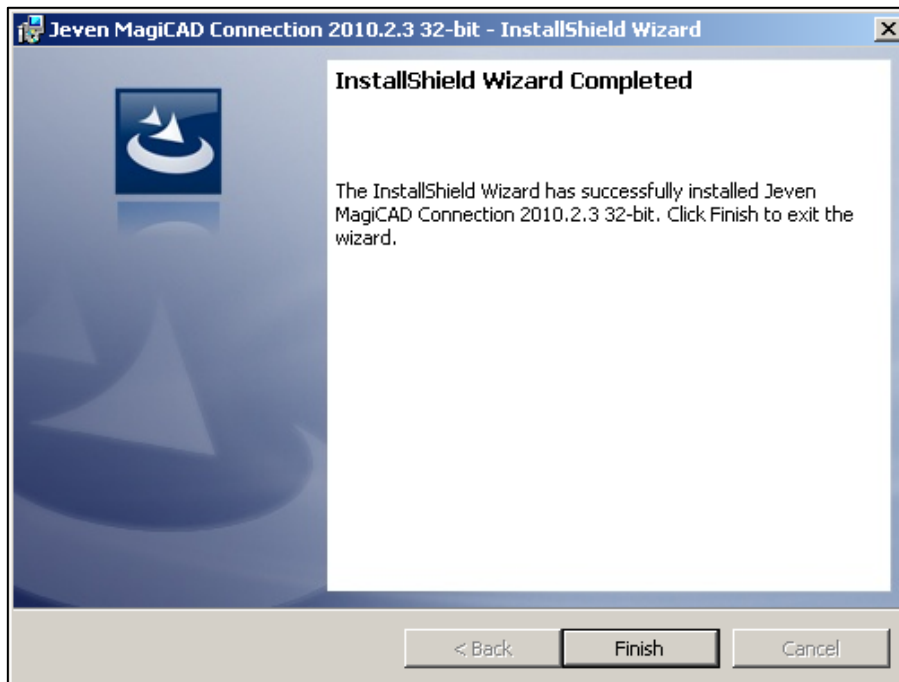 Jeven MagiCAD Connection 2010.2.3 32-bit - InstallShield Wizard
InstallShield Wizard Completed
The InstallShield Wizard has successfully installed Jeven
MagiCAD Connection 2010.2.3 32-bit. Click Finish to exit the
wizard.
< Back
Finish
Cancel